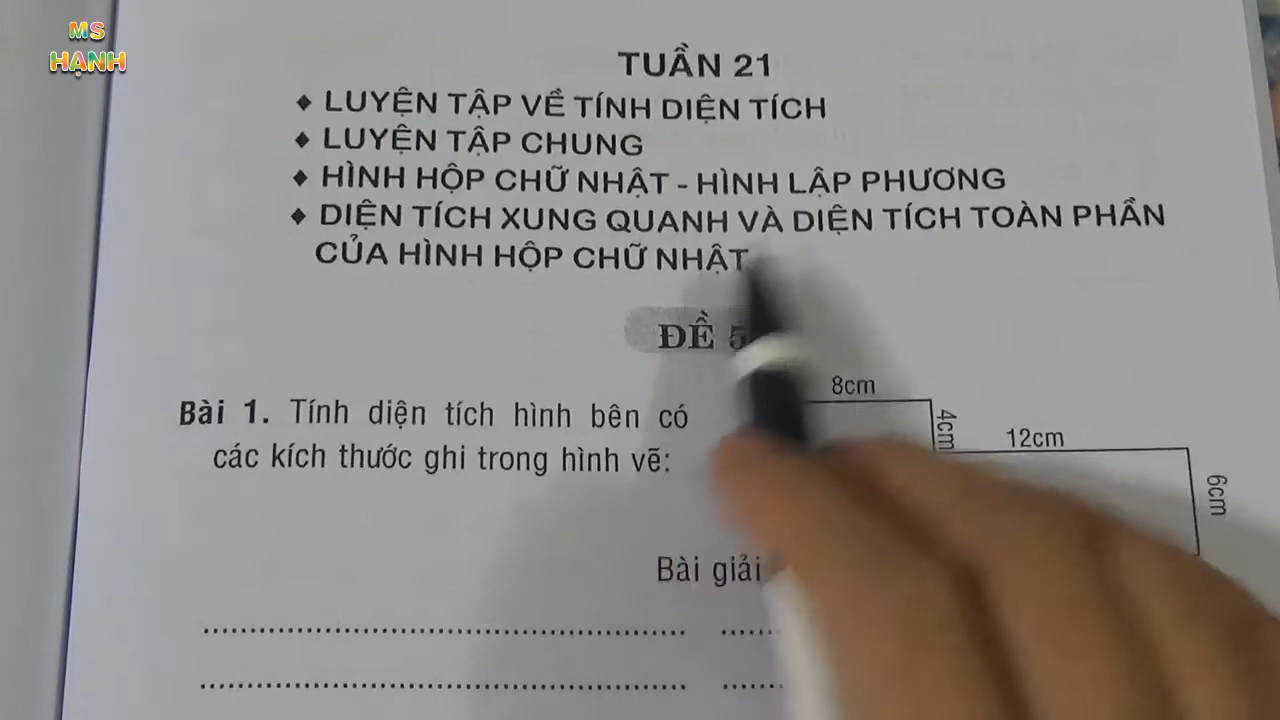 MS
HẠNH
TUẦN 21
♦ LUYỆN TẬP VỀ TÍNH DIỆN TÍCH
♦ LUYỆN TẬP CHUNG
♦ HÌNH HỘP CHỮ NHẬT - HÌNH LẬP PHƯƠNG
♦ DIỆN TÍCH XUNG QUANH VÀ DIỆN TÍCH TOÀN PHẦN
CỦA HÌNH HỘP CHỮ NHẬT
ĐỀ
8cm
4cm
12cm
6cm
Bài 1. Tính diện tích hình bên có
các kích thước ghi trong hình vẽ:
Bài giải